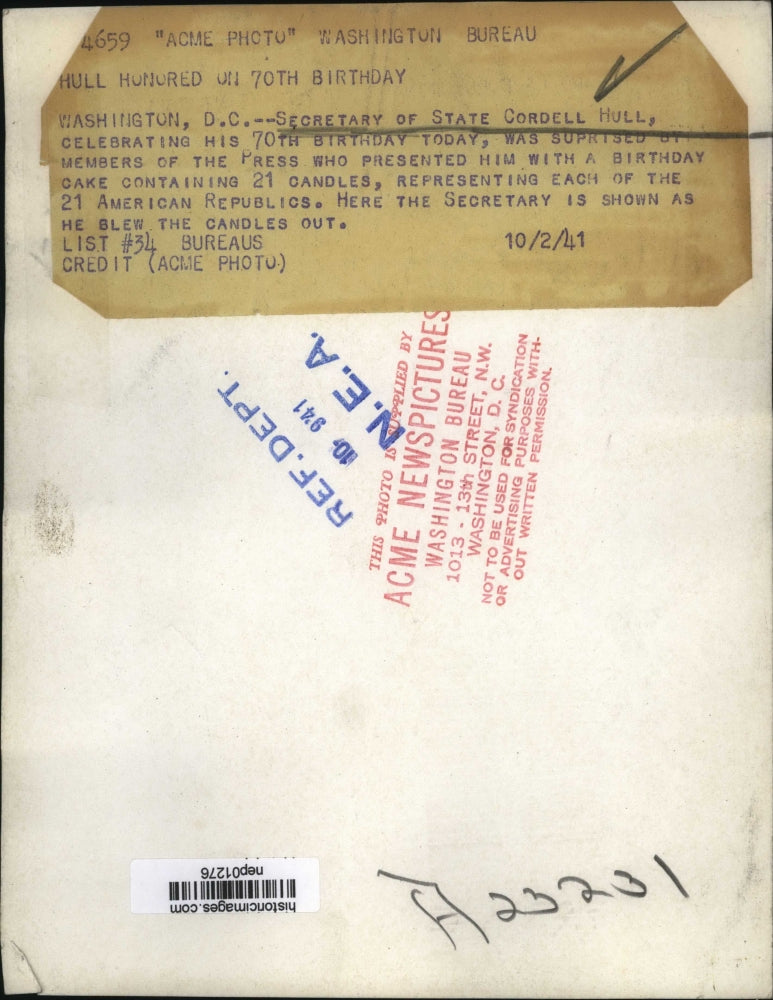 4659 "ACME PHOTO" WASHINGTON BUREAU
HULL HONORED ON 70TH BIRTHDAY
WASHINGTON, D.C.--SECRETARY OF STATE CORDELL HULL,
CELEBRATING HIS 70TH BIRTHDAY TODAY, WAS SUPRISED BY
MEMBERS OF THE PRESS WHO PRESENTED HIM WITH A BIRTHDAY
CAKE CONTAINING 21 CANDLES, REPRESENTING EACH OF THE
21 AMERICAN REPUBLICS. HERE THE SECRETARY IS SHOWN AS
HE BLEW THE CANDLES OUT.
LIST #34 BUREAUS 10/2/41
CREDIT (ACME PHOTO)
REF. DEPT.
10 941
N.E.A.
THIS PHOTO IS SUPPLIED BY
ACME NEWSPICTURES
WASHINGTON BUREAU
1013 - 13th STREET, N.W.
WASHINGTON, D. C.
NOT TO BE USED FOR SYNDICATION
OR ADVERTISING PURPOSES WITH-
OUT WRITTEN PERMISSION.
historicimages.com
nep01276
23231